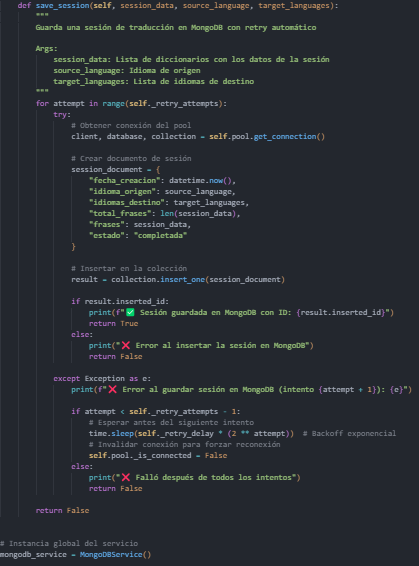 def save_session(self, session_data, source_language, target_languages):
"""
Guarda una sesión de traducción en MongoDB con retry automático
Args:
session_data: Lista de diccionarios con los datos de la sesión
source_language: Idioma de origen
target_languages: Lista de idiomas de destino
"""
for attempt in range(self._retry_attempts):
try:
# Obtener conexión del pool
client, database, collection = self.pool.get_connection()
# Crear documento de sesión
session_document = {
"fecha_creacion": datetime.now(),
"idioma_origen": source_language,
"idiomas_destino": target_languages,
"total_frases": len(session_data),
"frases": session_data,
"estado": "completada"
}
# Insertar en la colección
result = collection.insert_one(session_document)
if result.inserted_id:
print(f"✅ Sesión guardada en MongoDB con ID: {result.inserted_id}")
return True
else:
print("❌ Error al insertar la sesión en MongoDB")
return False
except Exception as e:
print(f"❌ Error al guardar sesión en MongoDB (intento {attempt + 1}): {e}")
if attempt < self._retry_attempts - 1:
# Esperar antes del siguiente intento
time.sleep(self._retry_delay * (2 ** attempt))  # Backoff exponencial
# Invalidar conexión para forzar reconexión
self.pool._is_connected = False
else:
print("❌ Falló después de todos los intentos")
return False
return False
# Instancia global del servicio
mongodb_service = MongoDBService()